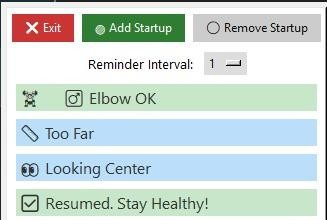 ❌ Exit Add Startup Remove Startup
Reminder Interval: 1
Elbow OK
Too Far
Looking Center
Resumed. Stay Healthy!